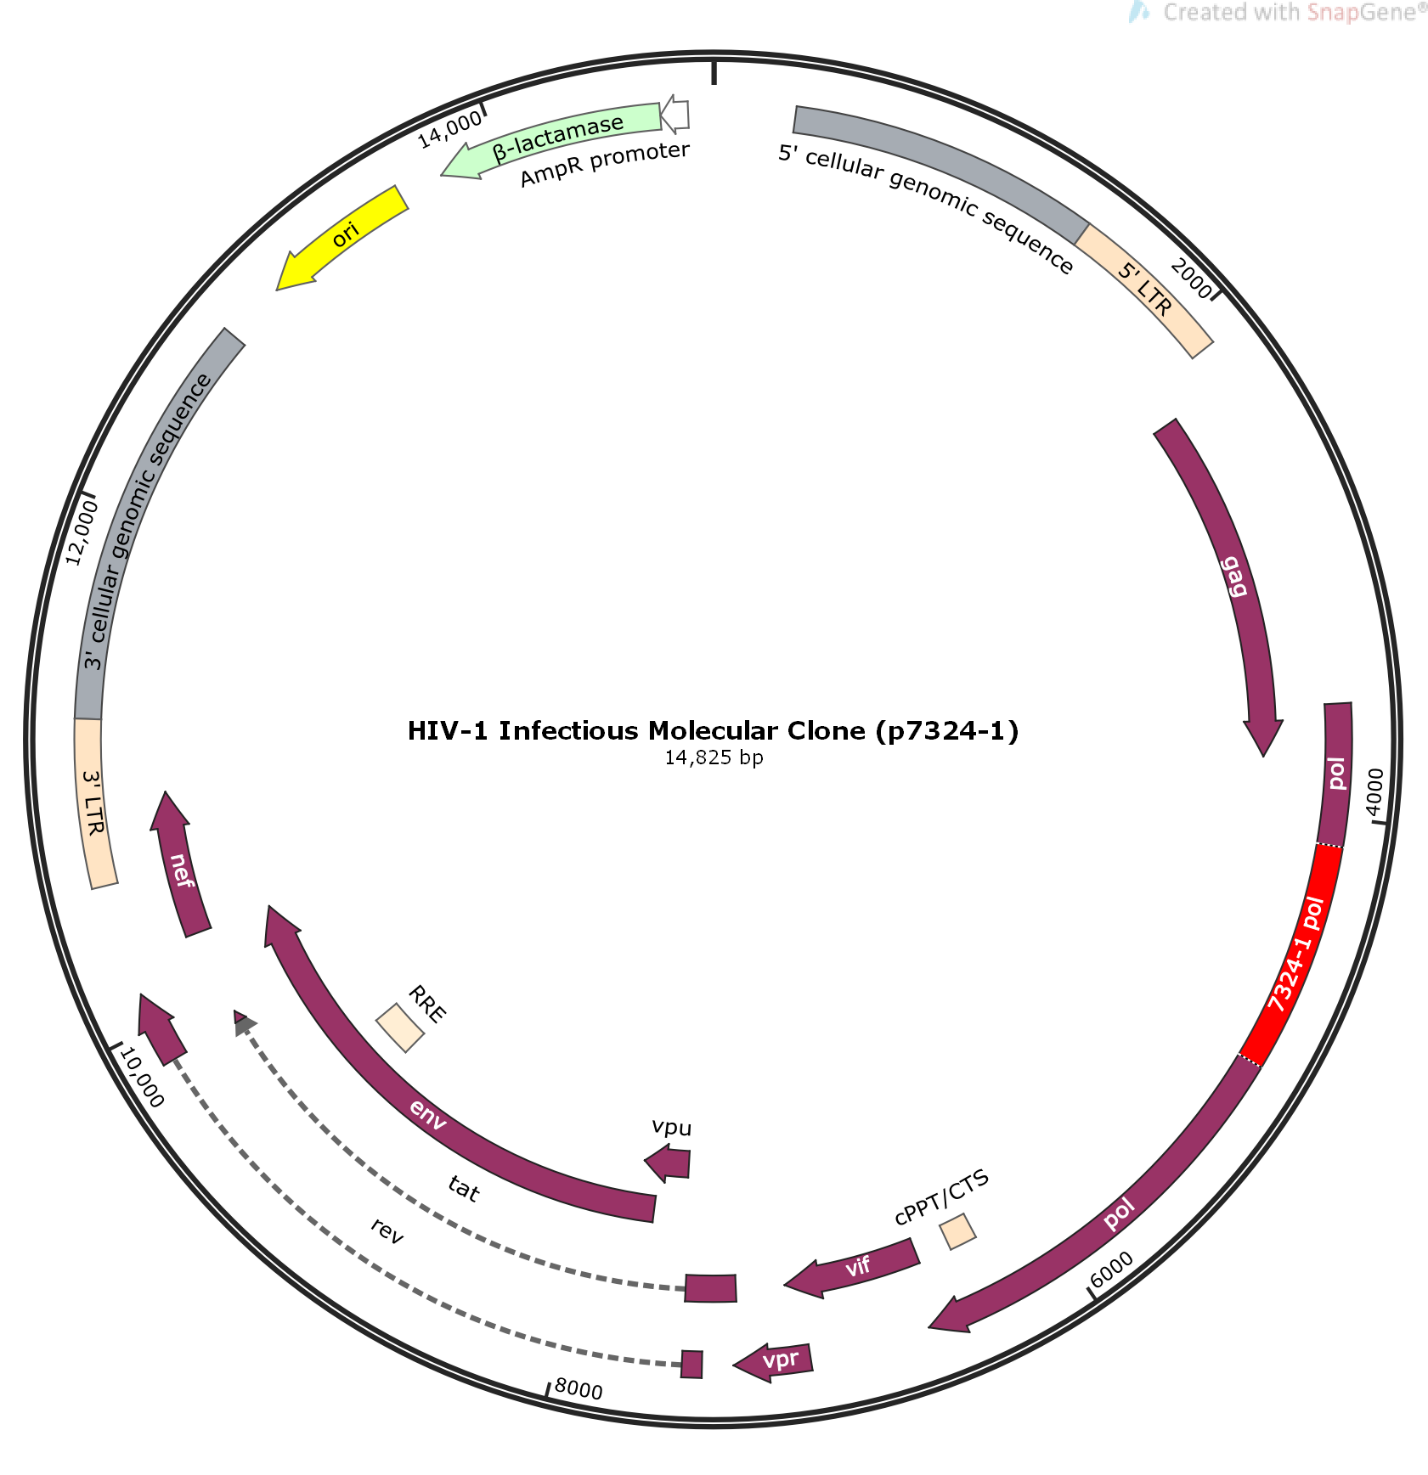 Created with SnapGene®
14,000
β-lactamase
AmpR promoter
5' cellular genomic sequence
5' LTR
2000
ori
gag
3' cellular genomic sequence
12,000
HIV-1 Infectious Molecular Clone (p7324-1)
14,825 bp
pol
4000
3' LTR
nef
7324-1 pol
RRE
10,000
env
vpu
tat
rev
cPPT/CTS
pol
vif
6000
vpr
8000